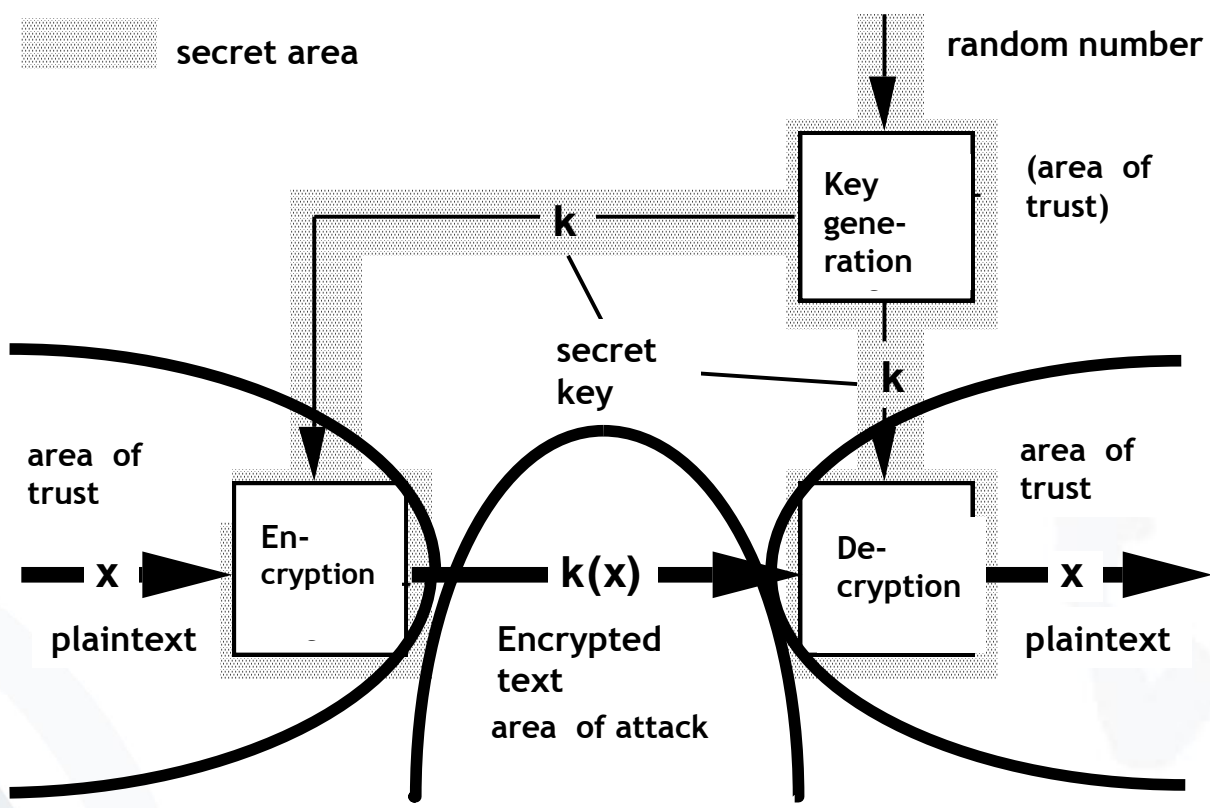 secret area
random number
Key
gene-
ration
(area of
trust)
k
secret
key
k
area of
trust
area of
trust
En-
cryption
De-
cryption
x
k(x)
x
plaintext
Encrypted
text
plaintext
area of attack